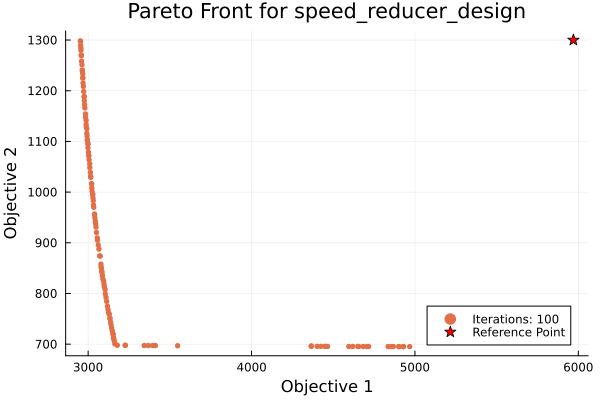 Pareto Front for speed_reducer_design
Objective 2
1300
1200
1100
1000
900
800
700
3000
4000
5000
6000
Objective 1
Iterations: 100
Reference Point